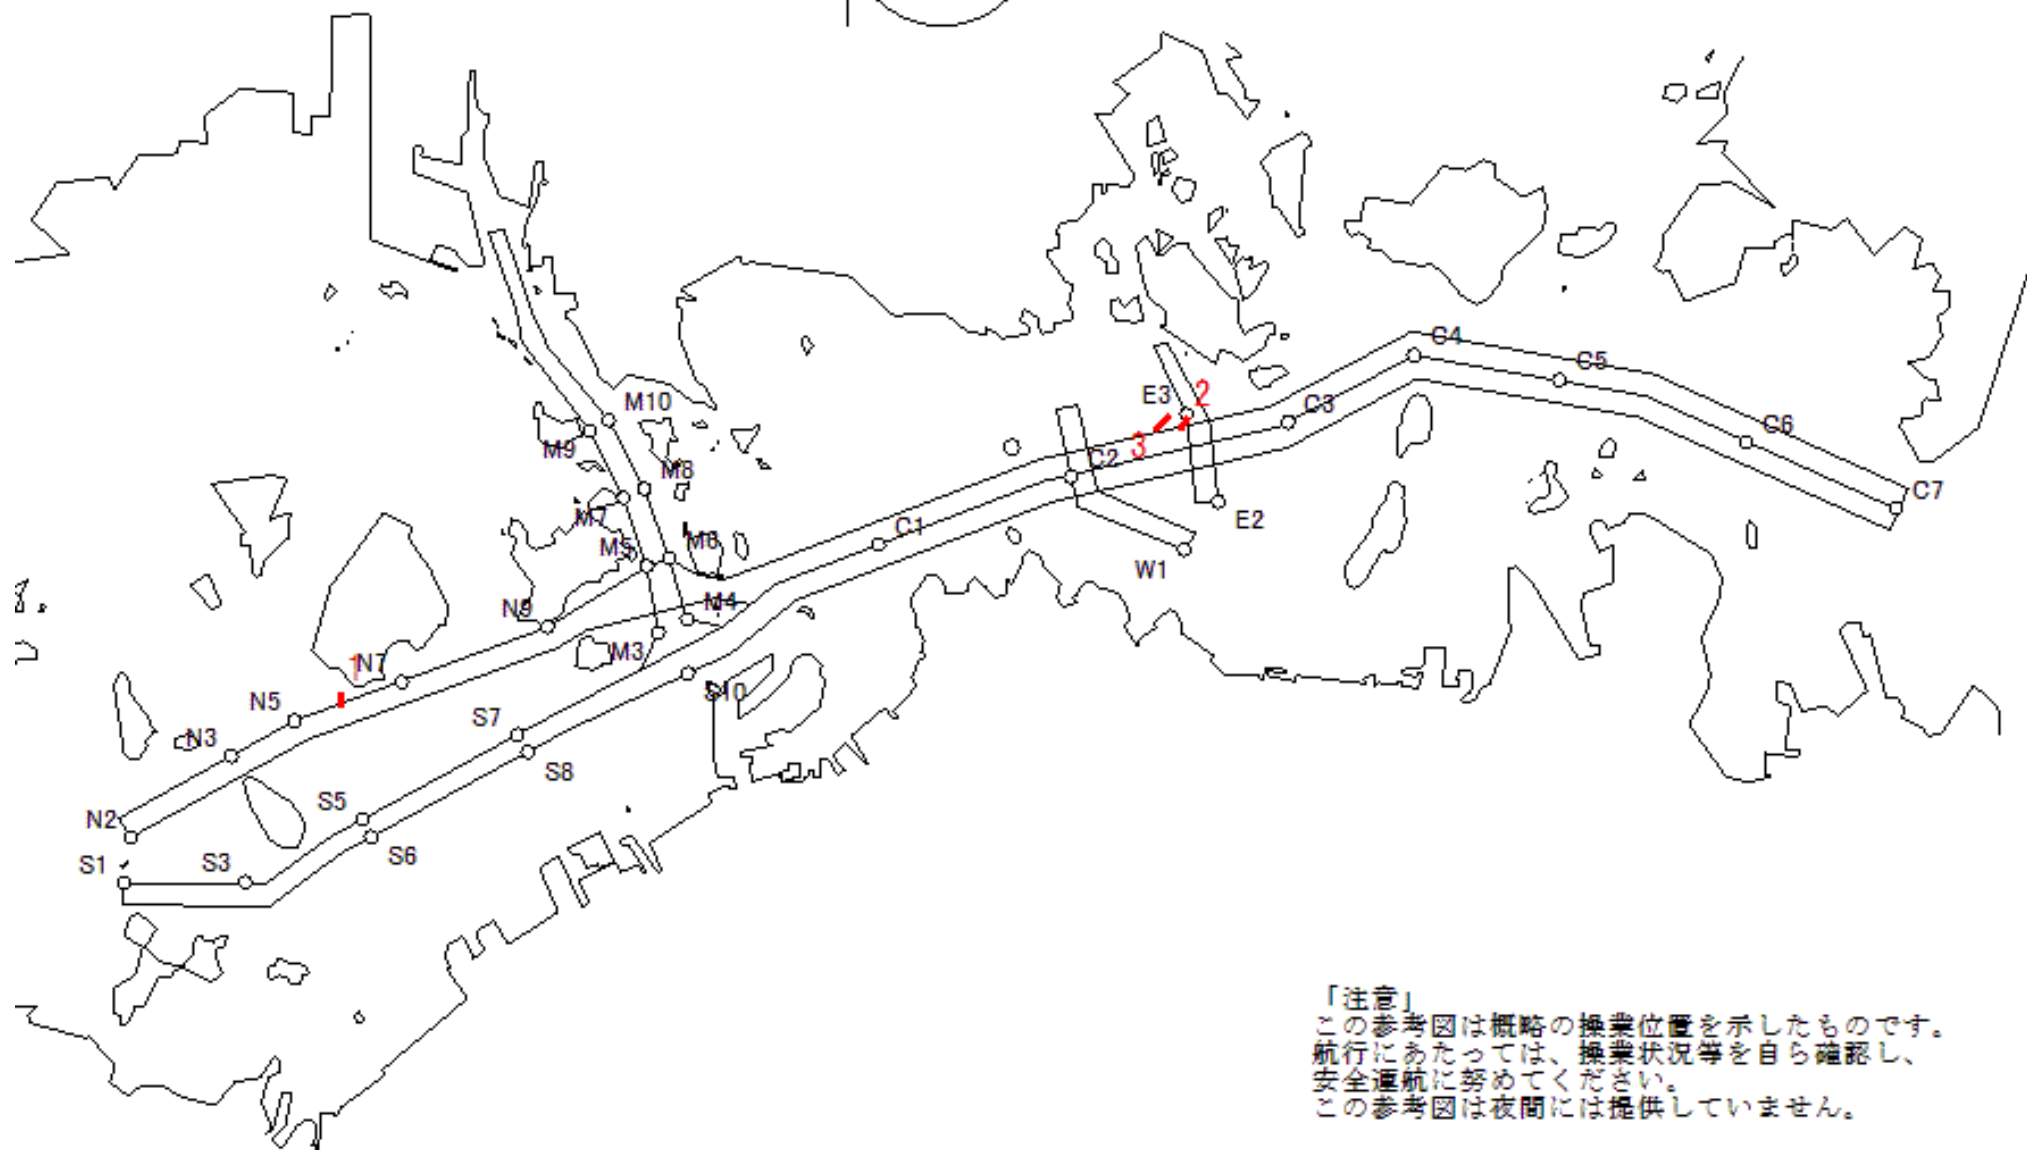 C4
C5
E3
2
M10
C3
C6
3
M9
C2
M8
C7
M7
E2
C1
M5
M6
W1
N9
M4
M3
1
N7
S10
N5
S7
N3
S8
S5
N2
S6
S1
S3
「注意」
この参考図は概略の操業位置を示したものです。
航行にあたっては、操業状況等を自ら確認し、
安全運航に努めてください。
この参考図は夜間には提供していません。